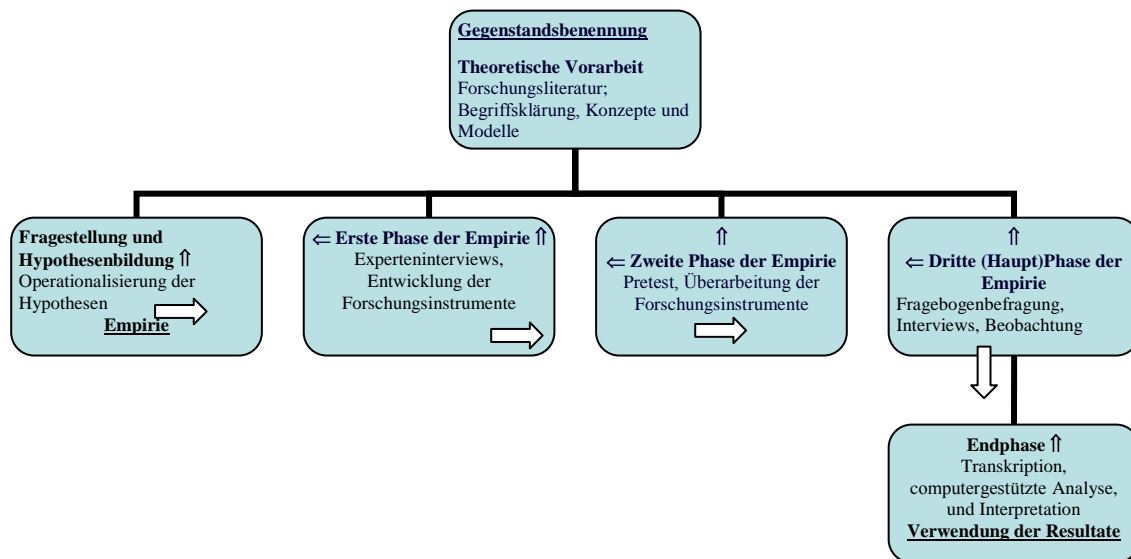 Gegenstandsbenennung
Theoretische Vorarbeit
Forschungsliteratur;
Begriffsklärung, Konzepte und
Modelle
Fragestellung und
Hypothesenbildung ⇑
Operationalisierung der
Hypothesen
Empirie
⇐ Erste Phase der Empirie ⇑
Experteninterviews,
Entwicklung der
Forschungsinstrumente
⇑
⇐ Zweite Phase der Empirie
Pretest, Überarbeitung der
Forschungsinstrumente
⇑
⇐ Dritte (Haupt)Phase der
Empirie
Fragebogenbefragung,
Interviews, Beobachtung
Endphase ⇑
Transkription,
computergestützte Analyse,
und Interpretation
Verwendung der Resultate